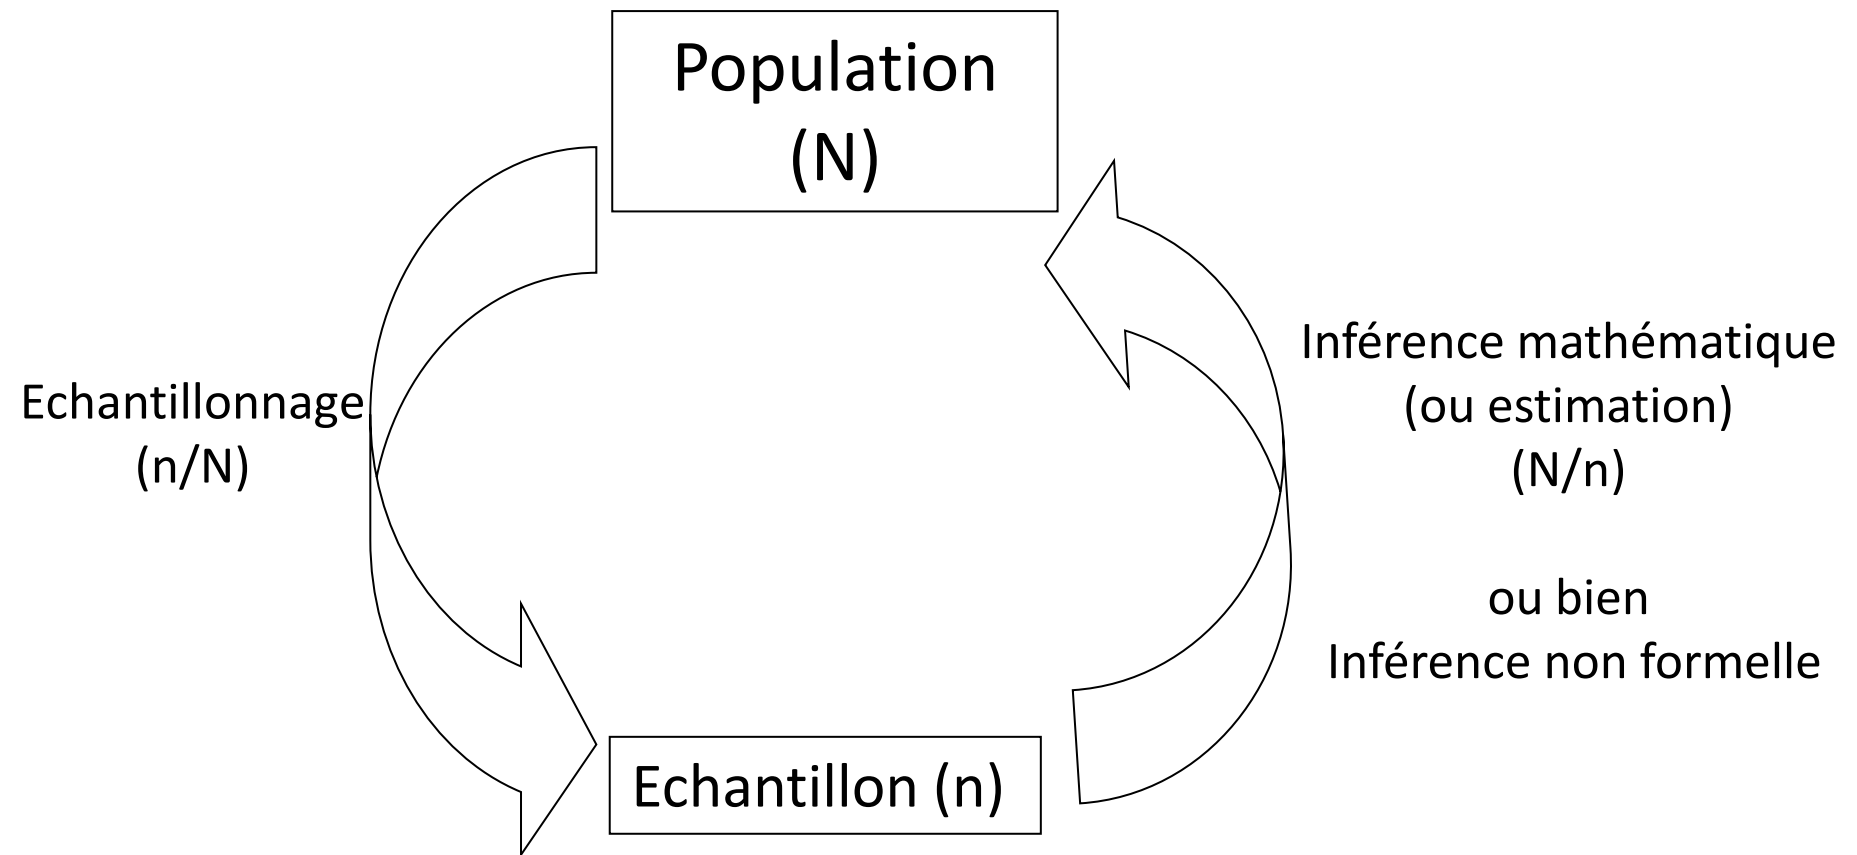 Population
(N)
Echantillonnage
(n/N)
Inférence mathématique
(ou estimation)
(N/n)
ou bien
Inférence non formelle
Echantillon (n)